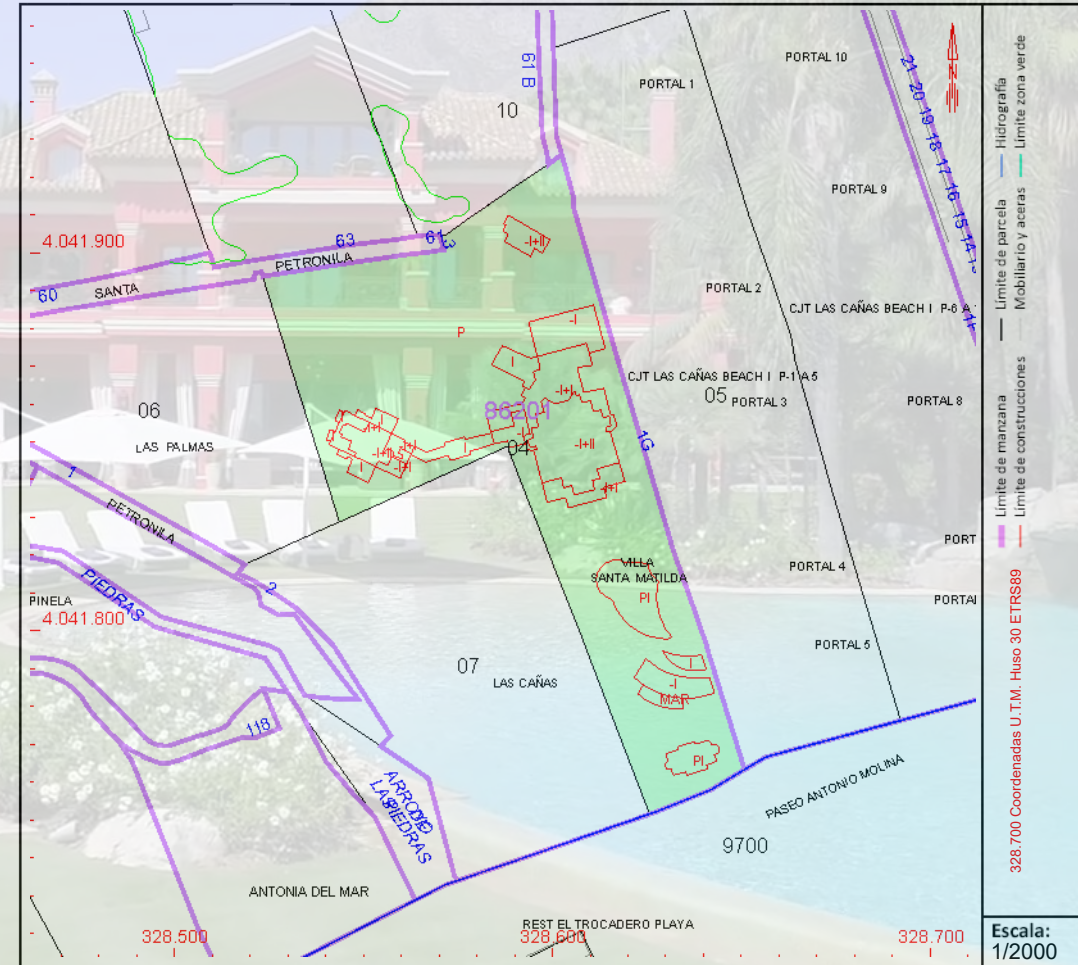 61 B
PORTAL 10
PORTAL 1
10
21 20 19 18 17 16 15 14
N
PORTAL 9
4.041.900
63
61
3
-I+II
PETRONILA
60
SANTA
PORTAL 2
CJT LAS CAÑAS BEACH I P-6 A
-I
P
I
CJT LAS CAÑAS BEACH I P-1 A 5
-I+I
05
PORTAL 3
PORTAL 8
06
86201
LAS PALMAS
04
1G
-I+II
-I+I
-I+II
-I+I
-I+I
I
I
-I
-I+I
1
PETRONILA
PORT
VILLA
SANTA MATILDA
PORTAL 4
PIEDRAS
2
PINELA
4.041.800
PI
PORTAL
PORTAL 5
07
LAS CAÑAS
I
-I
MAR
118
PI
ARROYO
LAS PIEDRAS
PASEO ANTONIO MOLINA
9700
ANTONIA DEL MAR
REST EL TROCADERO PLAYA
328.500
328.600
328.700
Hidrografía
Límite zona verde
Límite de parcela
Mobiliario y aceras
Límite de manzana
Límite de construcciones
328.700 Coordenadas U.T.M. Huso 30 ETRS89
Escala:
1/2000